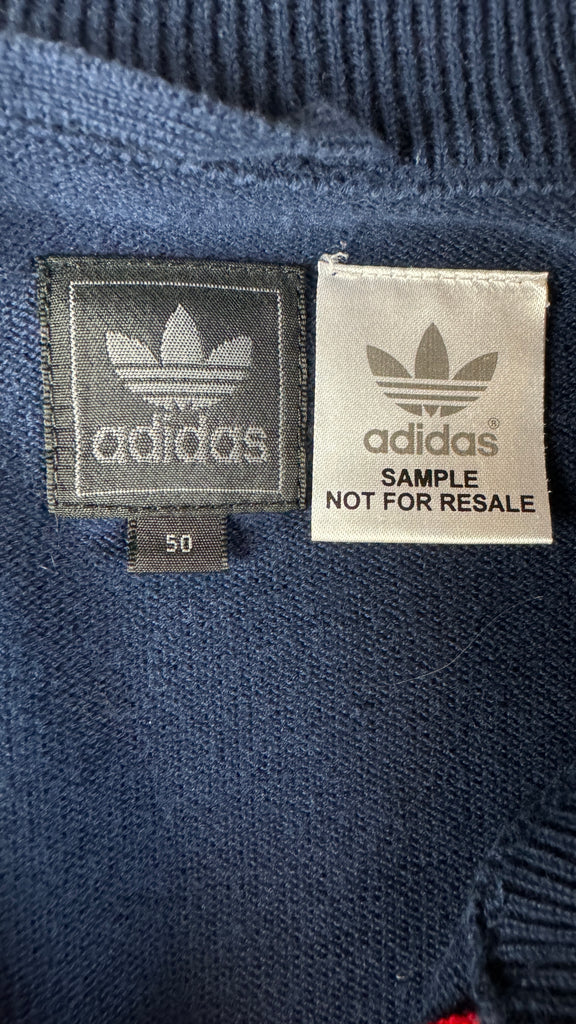 adidas
50
adidas®
SAMPLE
NOT FOR RESALE